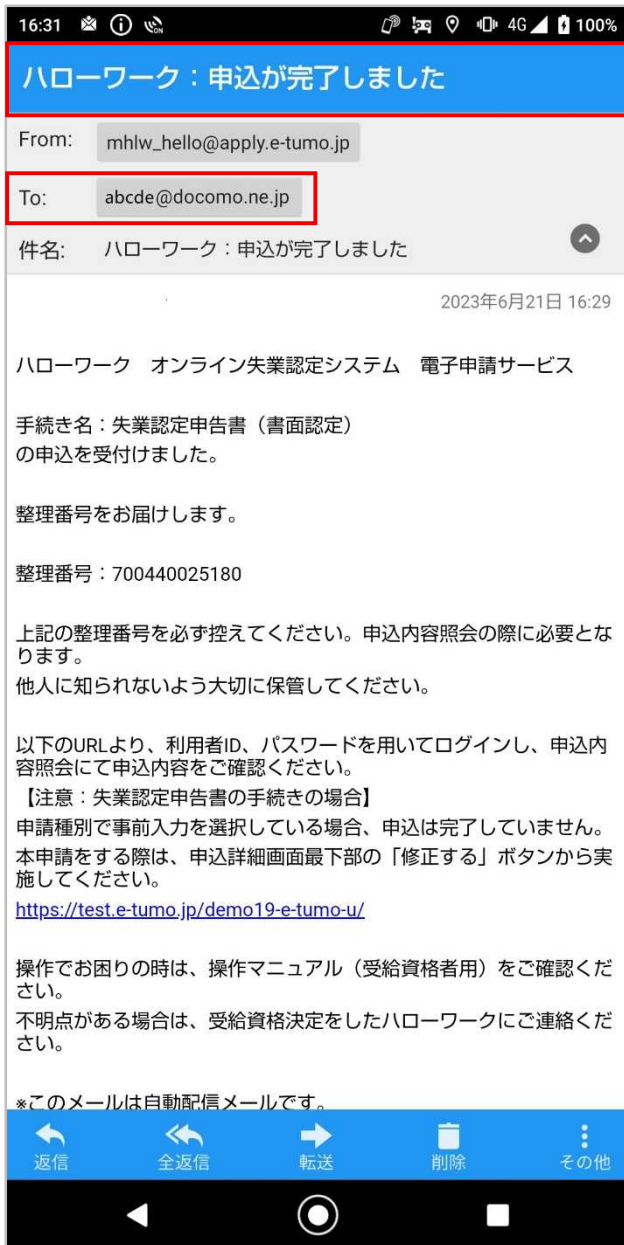 16:31 4G 100%
ハローワーク：申込が完了しました
From: mhlw_hello@apply.e-tumo.jp
To: abcde@docomo.ne.jp
件名: ハローワーク：申込が完了しました
2023年6月21日 16:29
ハローワーク　オンライン失業認定システム　電子申請サービス
手続き名：失業認定申告書（書面認定）
の申込を受付けました。
整理番号をお届けします。
整理番号：700440025180
上記の整理番号を必ず控えてください。申込内容照会の際に必要とな
ります。
他人に知られないよう大切に保管してください。
以下のURLより、利用者ID、パスワードを用いてログインし、申込内
容照会にて申込内容をご確認ください。
【注意：失業認定申告書の手続きの場合】
申請種別で事前入力を選択している場合、申込は完了していません。
本申請をする際は、申込詳細画面最下部の「修正する」ボタンから実
施してください。
https://test.e-tumo.jp/demo19-e-tumo-u/
操作でお困りの時は、操作マニュアル（受給資格者用）をご確認くだ
さい。
不明点がある場合は、受給資格決定をしたハローワークにご連絡くだ
さい。
*このメールは自動配信メールです。
返信 全返信 転送 削除 その他